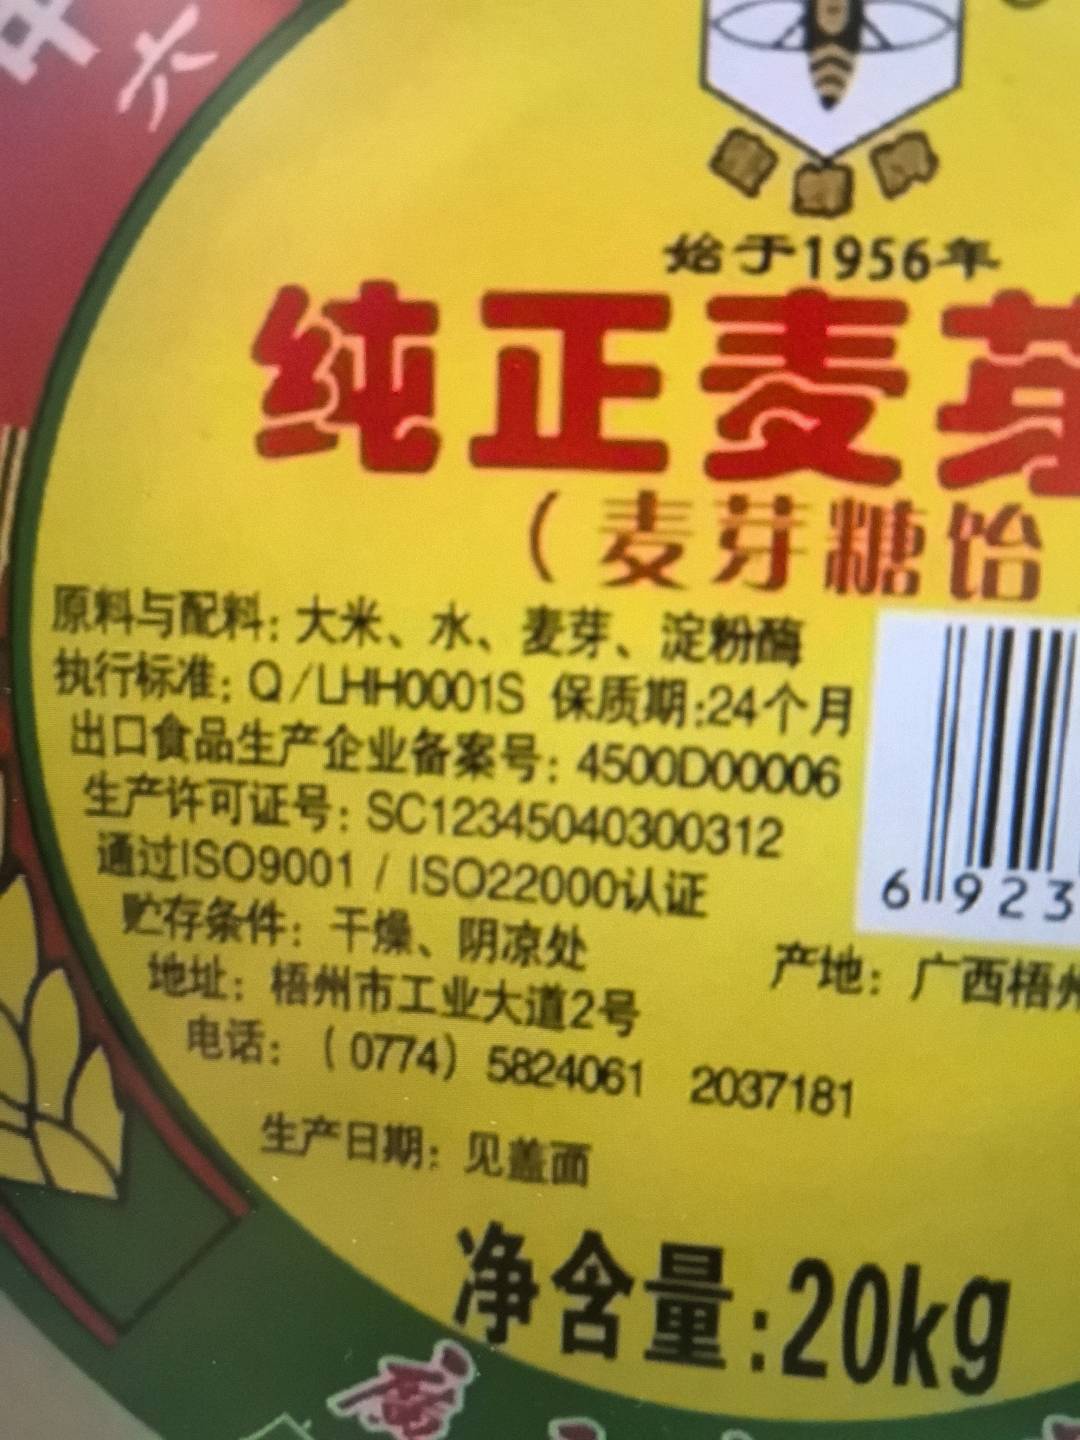 始于1956年
纯正麦芽
（麦芽糖饴
原料与配料：大米、水、麦芽、淀粉酶
执行标准：Q/LHH0001S 保质期:24个月
出口食品生产企业备案号：4500D00006
生产许可证号：SC12345040300312
通过ISO9001 / ISO22000认证
贮存条件：干燥、阴凉处
地址：梧州市工业大道2号
电话：（0774）5824061 2037181
生产日期：见盖面
6 923
产地：广西梧州
净含量:20kg